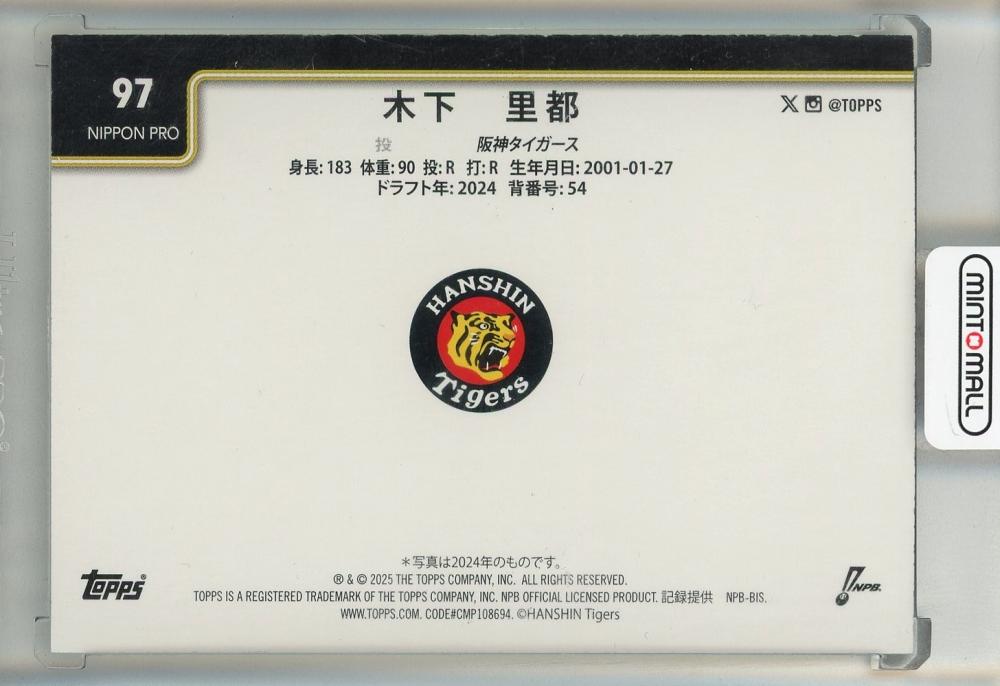 97
NIPPON PRO
木下 里都
X @TOPPS
投 阪神タイガース
身長: 183 体重: 90 投: R 打: R 生年月日: 2001-01-27
ドラフト年: 2024 背番号: 54
HANSHIN
Tigers
MINT MALL
＊写真は2024年のものです。
® & © 2025 THE TOPPS COMPANY, INC. ALL RIGHTS RESERVED.
TOPPS IS A REGISTERED TRADEMARK OF THE TOPPS COMPANY, INC. NPB OFFICIAL LICENSED PRODUCT. 記録提供 NPB-BIS.
WWW.TOPPS.COM. CODE#CMP108694. ©HANSHIN Tigers
Topps®
NPB.